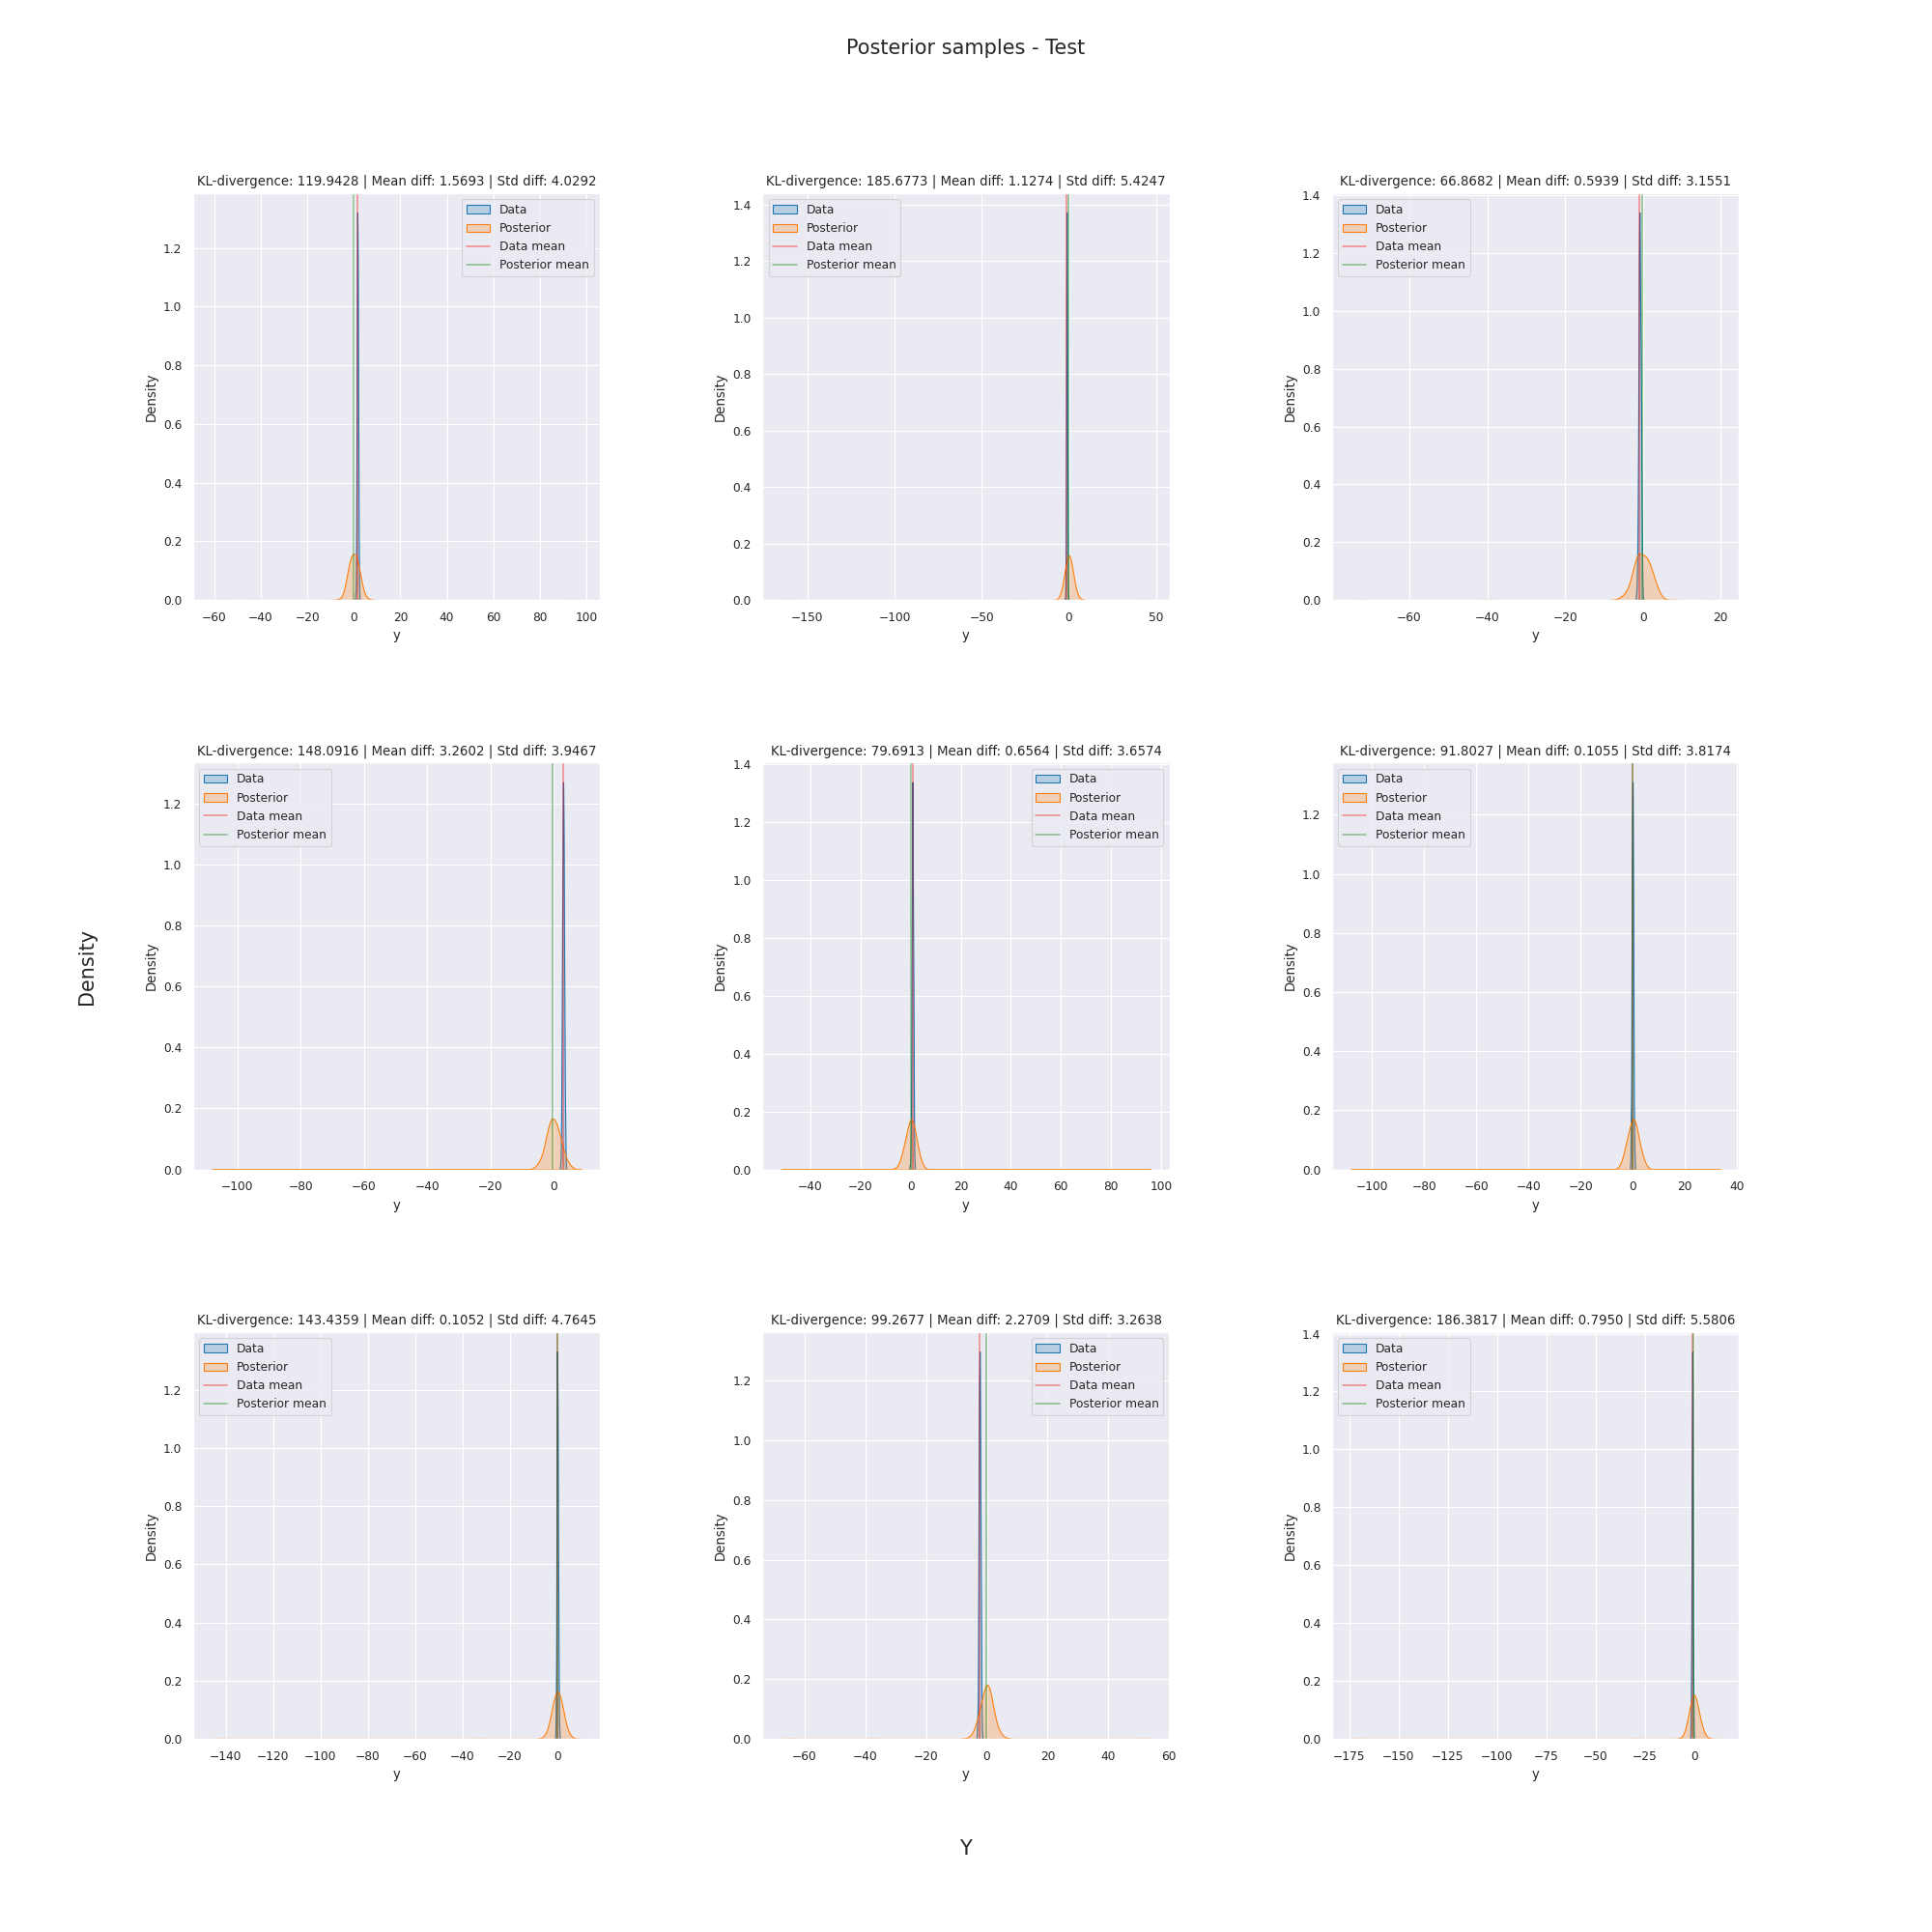 Posterior samples - Test
KL-divergence: 119.9428 | Mean diff: 1.5693 | Std diff: 4.0292
Data
Posterior
Data mean
Posterior mean
1.2
1.0
0.8
0.6
0.4
0.2
0.0
Density
−60 −40 −20 0 20 40 60 80 100
y
KL-divergence: 185.6773 | Mean diff: 1.1274 | Std diff: 5.4247
Data
Posterior
Data mean
Posterior mean
1.4
1.2
1.0
0.8
0.6
0.4
0.2
0.0
Density
−150 −100 −50 0 50
y
KL-divergence: 66.8682 | Mean diff: 0.5939 | Std diff: 3.1551
Data
Posterior
Data mean
Posterior mean
1.4
1.2
1.0
0.8
0.6
0.4
0.2
0.0
Density
−60 −40 −20 0 20
y
KL-divergence: 148.0916 | Mean diff: 3.2602 | Std diff: 3.9467
Data
Posterior
Data mean
Posterior mean
1.2
1.0
0.8
0.6
0.4
0.2
0.0
Density
−100 −80 −60 −40 −20 0
y
KL-divergence: 79.6913 | Mean diff: 0.6564 | Std diff: 3.6574
Data
Posterior
Data mean
Posterior mean
1.4
1.2
1.0
0.8
0.6
0.4
0.2
0.0
Density
−40 −20 0 20 40 60 80 100
y
KL-divergence: 91.8027 | Mean diff: 0.1055 | Std diff: 3.8174
Data
Posterior
Data mean
Posterior mean
1.2
1.0
0.8
0.6
0.4
0.2
0.0
Density
−100 −80 −60 −40 −20 0 20 40
y
Density
KL-divergence: 143.4359 | Mean diff: 0.1052 | Std diff: 4.7645
Data
Posterior
Data mean
Posterior mean
1.2
1.0
0.8
0.6
0.4
0.2
0.0
Density
−140 −120 −100 −80 −60 −40 −20 0
y
KL-divergence: 99.2677 | Mean diff: 2.2709 | Std diff: 3.2638
Data
Posterior
Data mean
Posterior mean
1.2
1.0
0.8
0.6
0.4
0.2
0.0
Density
−60 −40 −20 0 20 40 60
y
KL-divergence: 186.3817 | Mean diff: 0.7950 | Std diff: 5.5806
Data
Posterior
Data mean
Posterior mean
1.4
1.2
1.0
0.8
0.6
0.4
0.2
0.0
Density
−175 −150 −125 −100 −75 −50 −25 0
y
Y